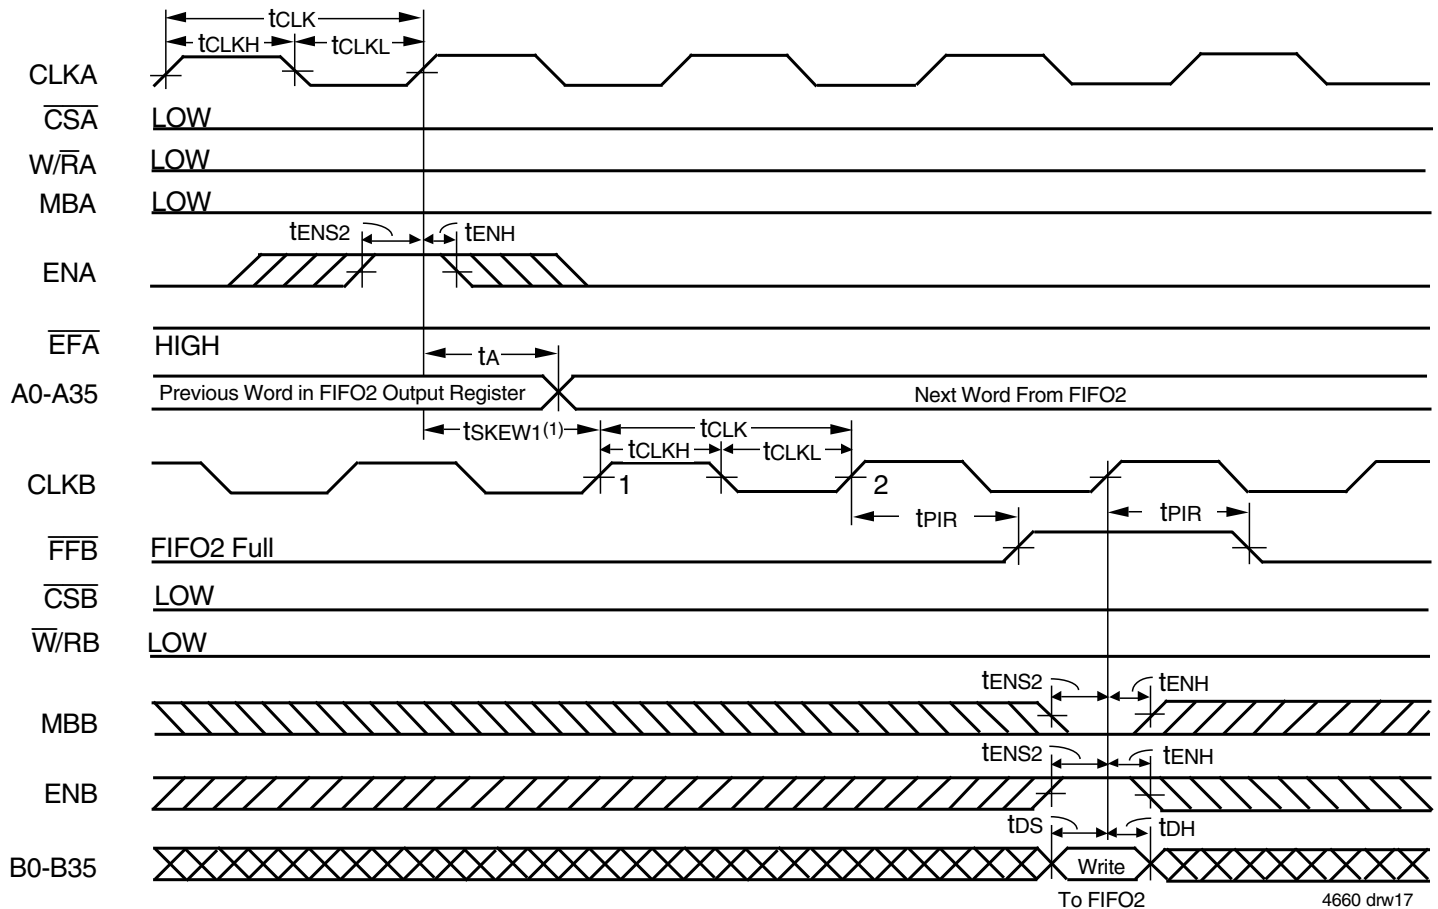 tCLK
tCLKH tCLKL
CLKA
CSA LOW
W/RA LOW
MBA LOW
tENS2 tENH
ENA
EFA HIGH
tA
A0-A35 Previous Word in FIFO2 Output Register Next Word From FIFO2
tSKEW1(1) tCLK
tCLKH tCLKL
CLKB 1 2
tPIR tPIR
FFB FIFO2 Full
CSB LOW
W/RB LOW
tENS2 tENH
MBB
tENS2 tENH
ENB
tDS tDH
B0-B35 Write
To FIFO2 4660 drw17